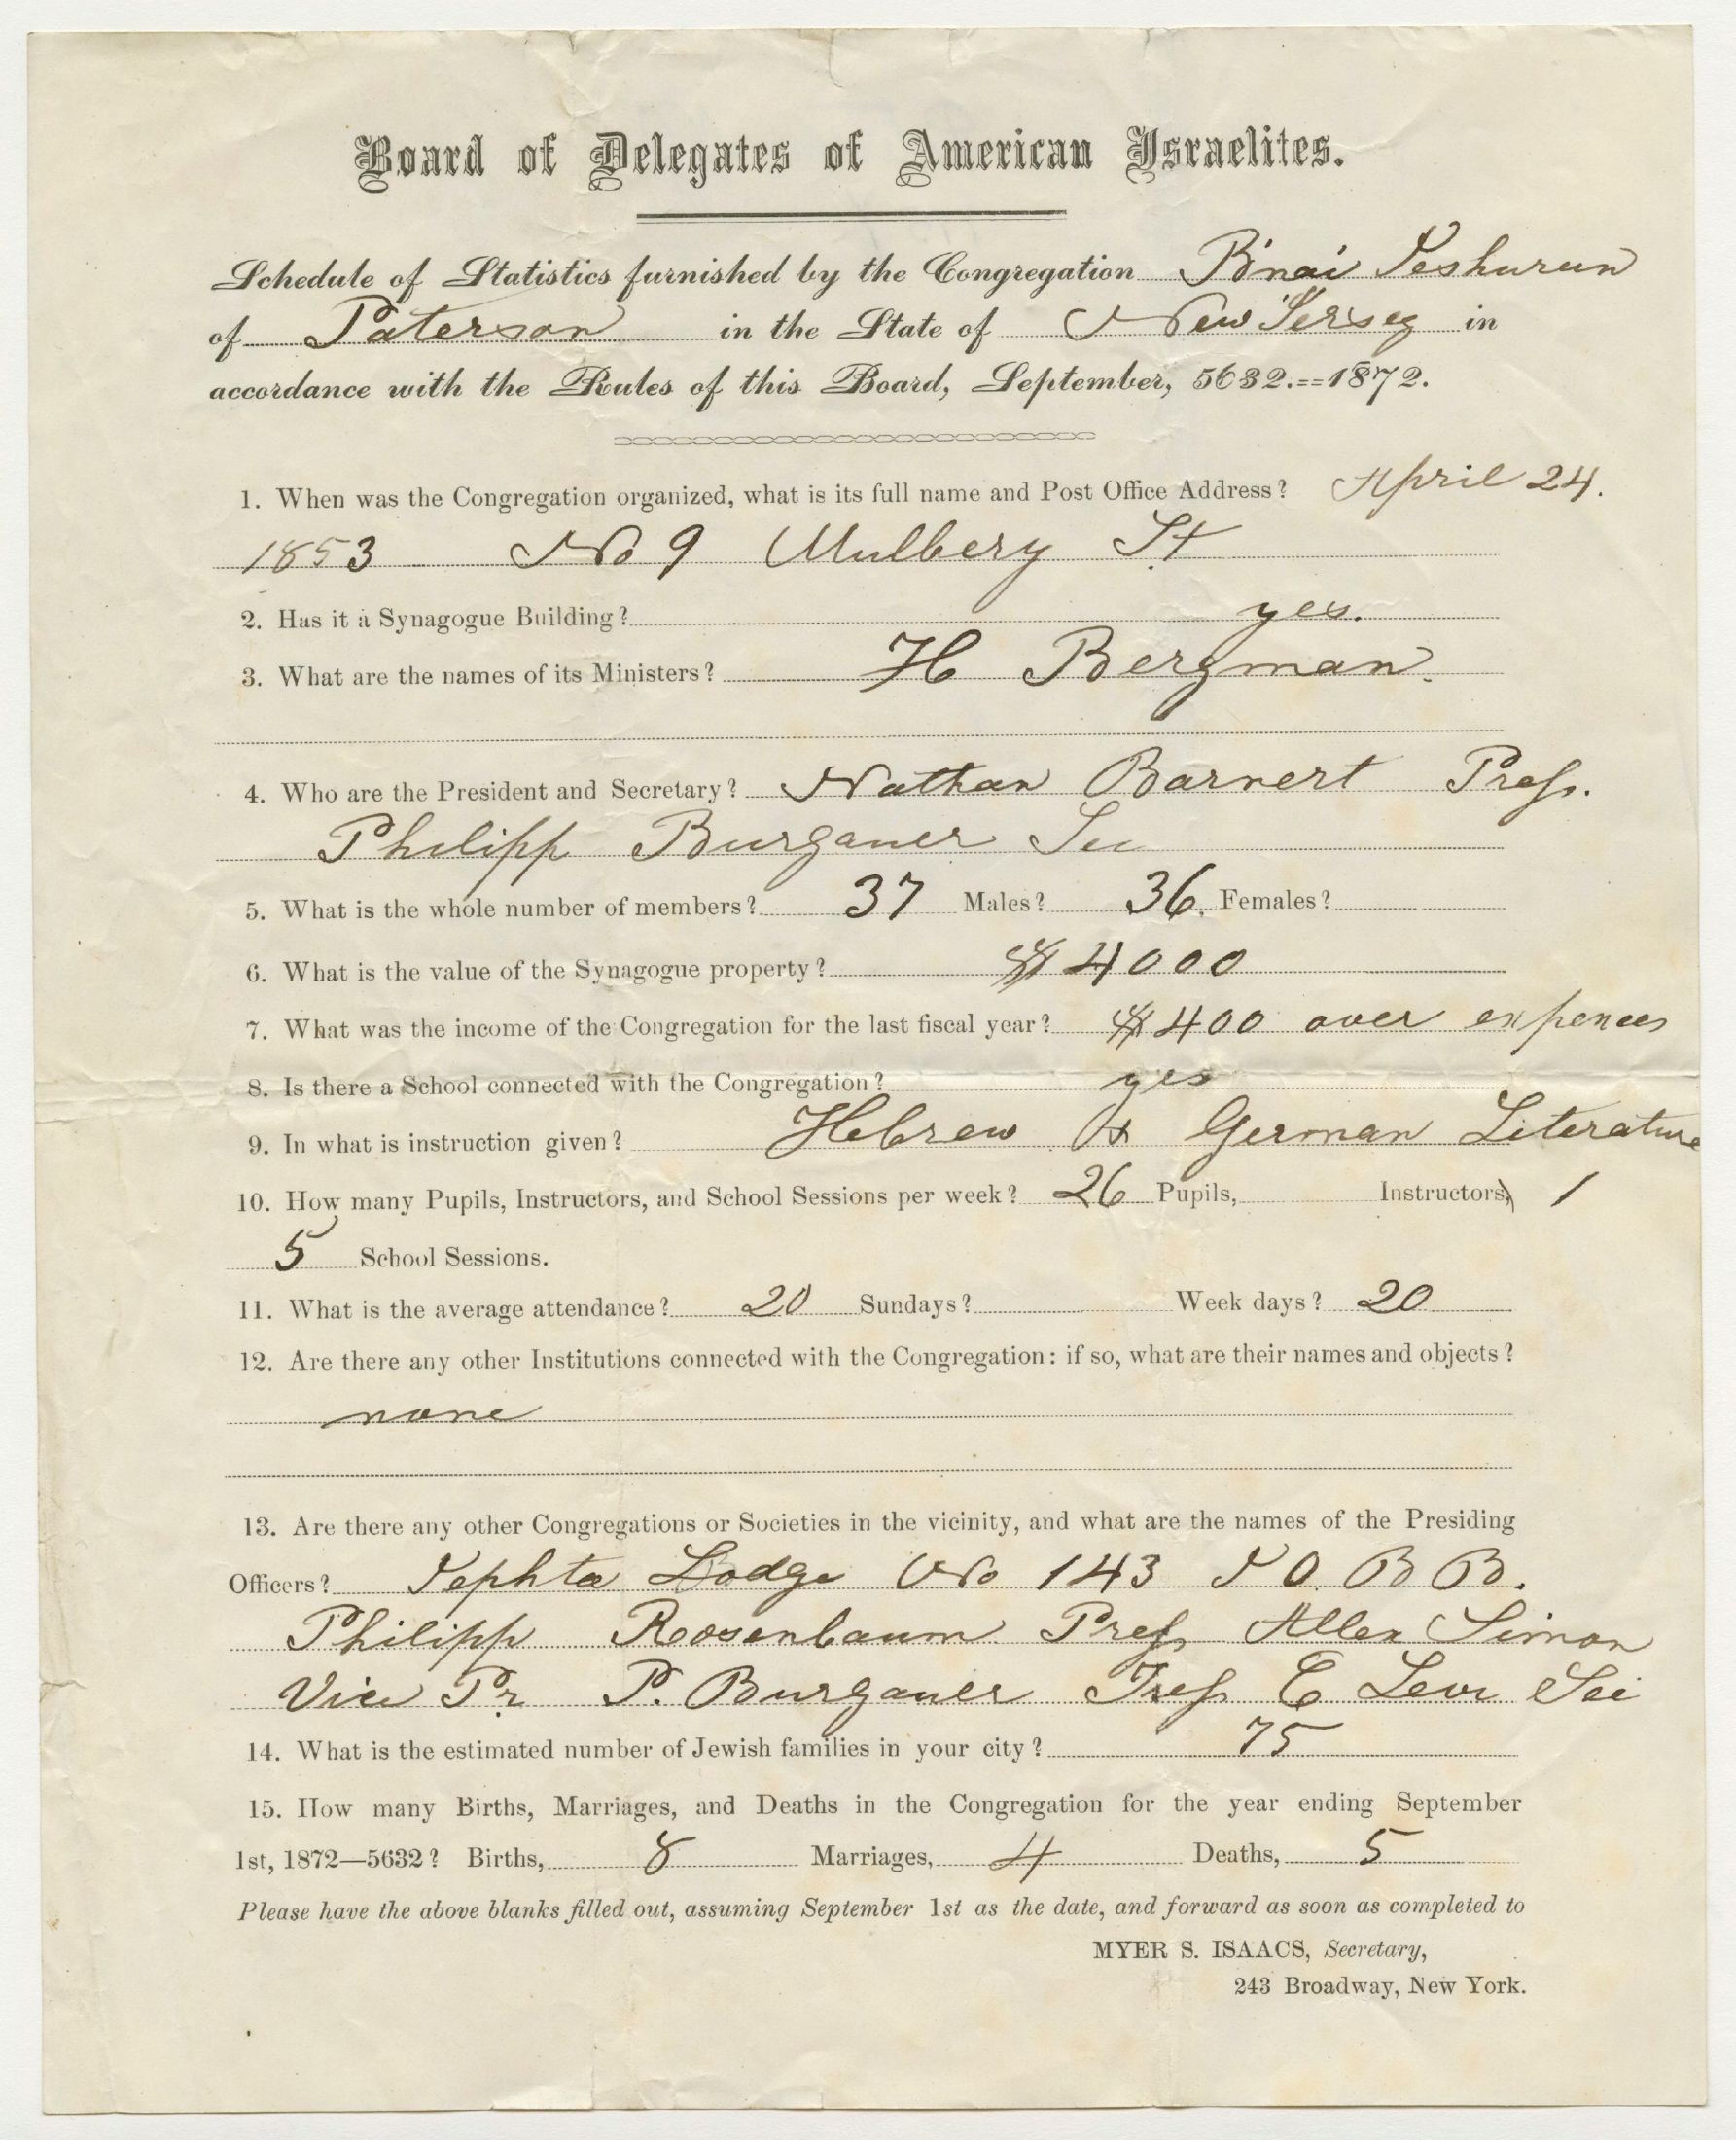 Board of Delegates of American Israelites.
Schedule of Statistics furnished by the Congregation B'nai Jeshurun
of Paterson in the State of New Jersey in
accordance with the Rules of this Board, September, 5632.==1872.
1. When was the Congregation organized, what is its full name and Post Office Address? April 24.
1853 No 9 Mulbery St
2. Has it a Synagogue Building? yes.
3. What are the names of its Ministers? H Bergman.
4. Who are the President and Secretary? Nathan Barnert Press.
Philipp Burgauer Sec
5. What is the whole number of members? 37 Males? 36. Females?
6. What is the value of the Synagogue property? $4000
7. What was the income of the Congregation for the last fiscal year? $400 over expences
8. Is there a School connected with the Congregation? yes
9. In what is instruction given? Hebrew & German Literature
10. How many Pupils, Instructors, and School Sessions per week? 26 Pupils, Instructors, 1
5 School Sessions.
11. What is the average attendance? 20 Sundays? Week days? 20
12. Are there any other Institutions connected with the Congregation: if so, what are their names and objects?
none
13. Are there any other Congregations or Societies in the vicinity, and what are the names of the Presiding
Officers? Jephta Lodge No 143 I O. B B.
Philipp Rosenbaum Press Allex Simon
Vice Pr. P. Burgauer Tress E Levi Sec
14. What is the estimated number of Jewish families in your city? 75
15. How many Births, Marriages, and Deaths in the Congregation for the year ending September
1st, 1872—5632? Births, 8 Marriages, 4 Deaths, 5
Please have the above blanks filled out, assuming September 1st as the date, and forward as soon as completed to
MYER S. ISAACS, Secretary,
243 Broadway, New York.